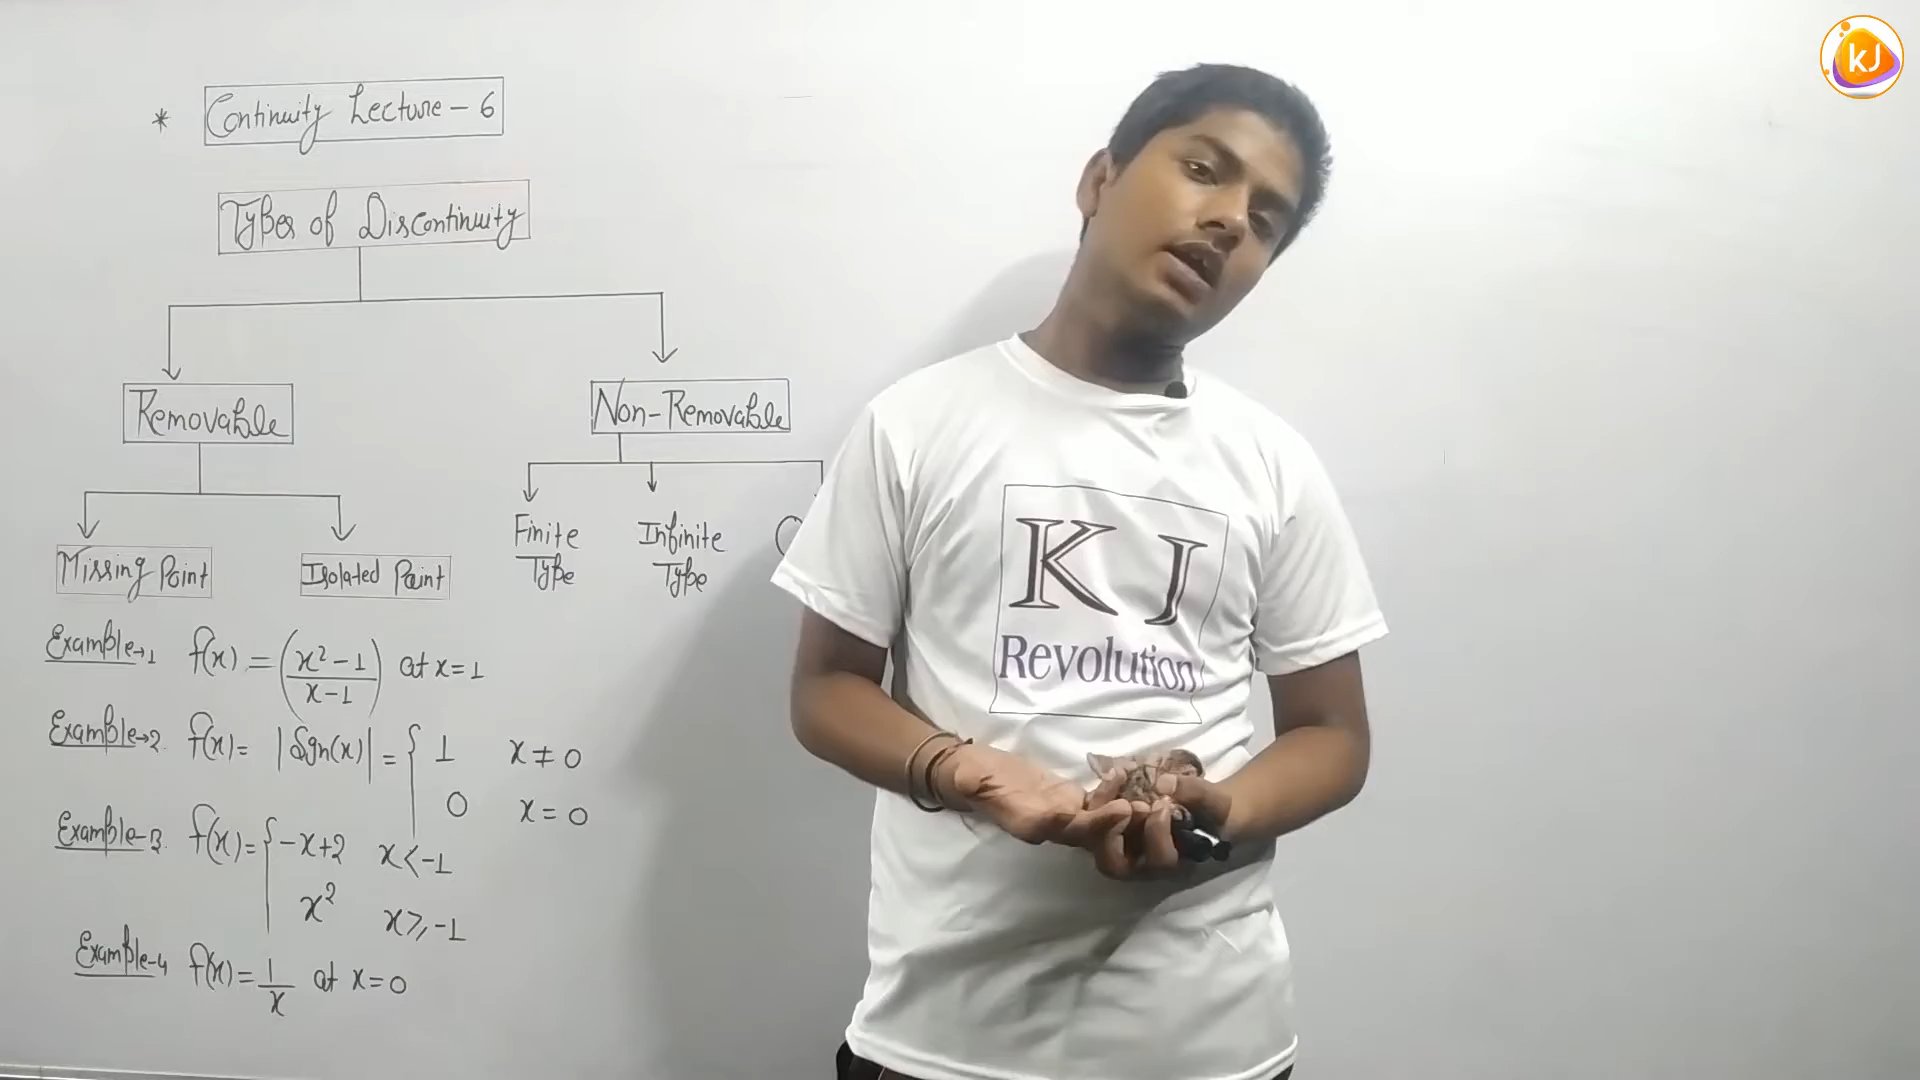 * Continuity Lecture - 6
Types of Discontinuity
Removable
Non-Removable
Missing Point
Isolated Point
Finite Type
Infinite Type
Example→1 f(x) = (x²-1 / x-1) at x=1
Example→2. f(x) = |Sgn(x)| = { 1 x ≠ 0
0 x = 0
Example-3. f(x) = { -x+2 x < -1
x² x ≥ -1
Example-4 f(x) = 1/x at x=0
KJ
Revolution
kJ